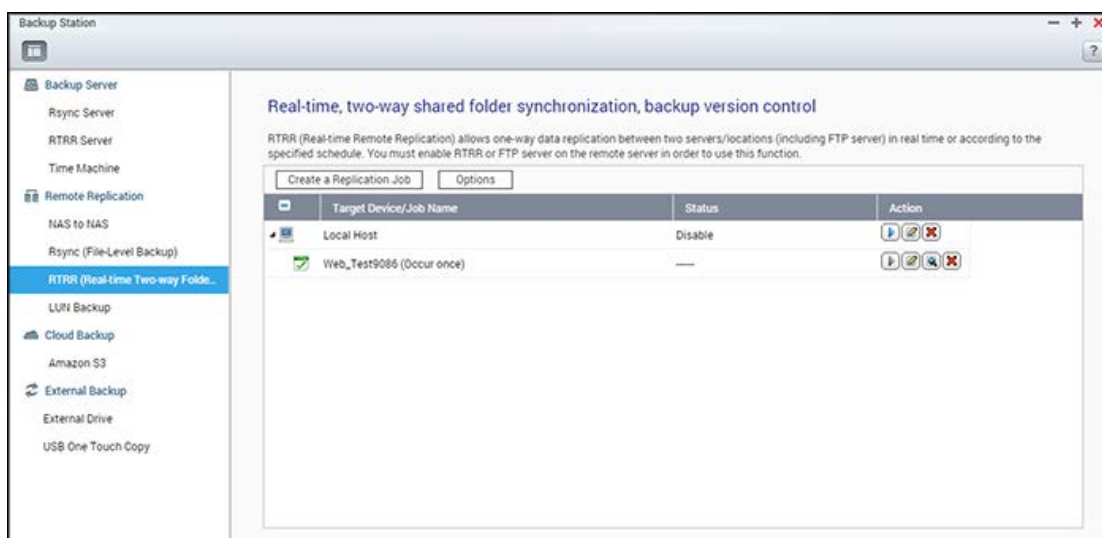 Backup Station
?
Backup Server
Rsync Server
RTRR Server
Time Machine
Remote Replication
NAS to NAS
Rsync (File-Level Backup)
RTRR (Real-time Two-way Folde...
LUN Backup
Cloud Backup
Amazon S3
External Backup
External Drive
USB One Touch Copy
Real-time, two-way shared folder synchronization, backup version control
RTRR (Real-time Remote Replication) allows one-way data replication between two servers/locations (including FTP server) in real time or according to the
specified schedule. You must enable RTRR or FTP server on the remote server in order to use this function.
Create a Replication Job Options
Target Device/Job Name Status Action
Local Host Disable
Web_Test9086 (Occur once) -----